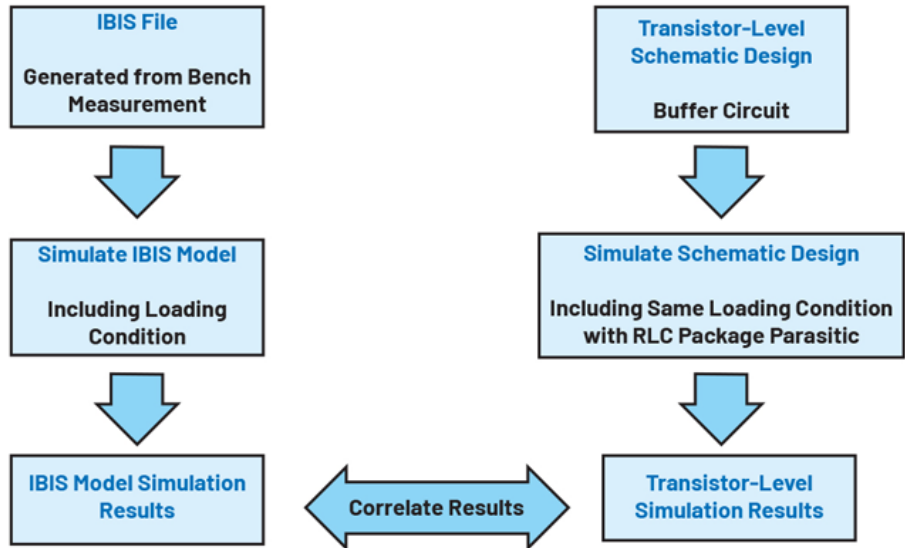 IBIS File
Generated from Bench
Measurement
Transistor-Level
Schematic Design
Buffer Circuit
Simulate IBIS Model
Including Loading
Condition
Simulate Schematic Design
Including Same Loading Condition
with RLC Package Parasitic
IBIS Model Simulation
Results
Correlate Results
Transistor-Level
Simulation Results